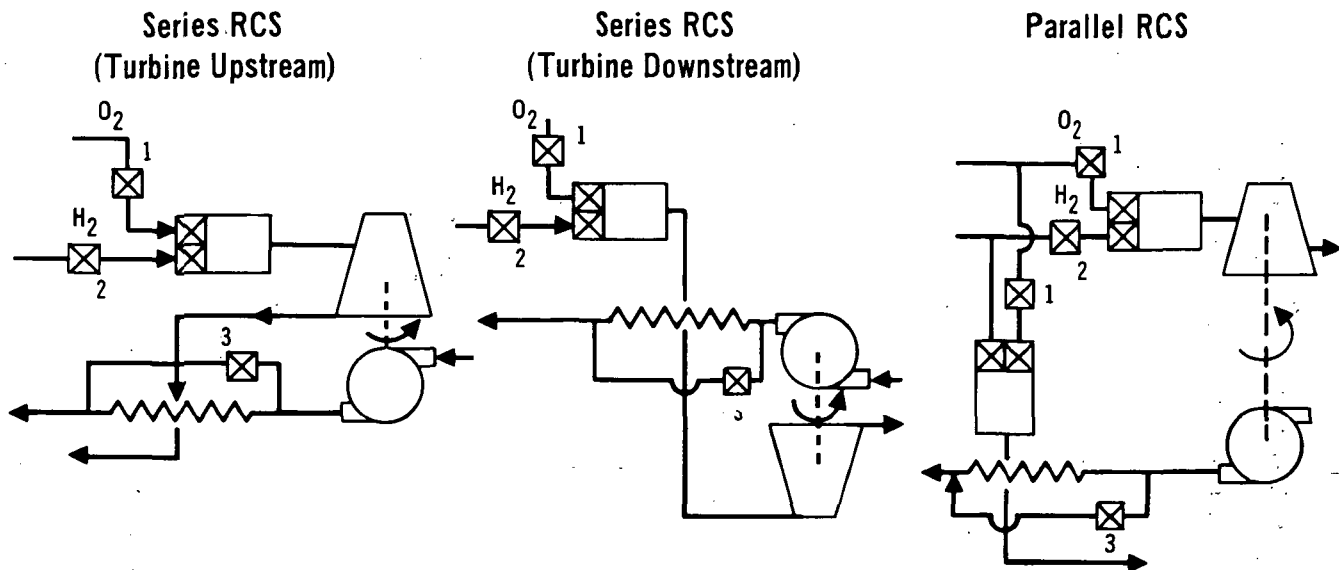 Series RCS
(Turbine Upstream)
O2
1
H2
2
3
Series RCS
(Turbine Downstream)
O2
1
H2
2
Parallel RCS
O2
1
H2
2
1
3